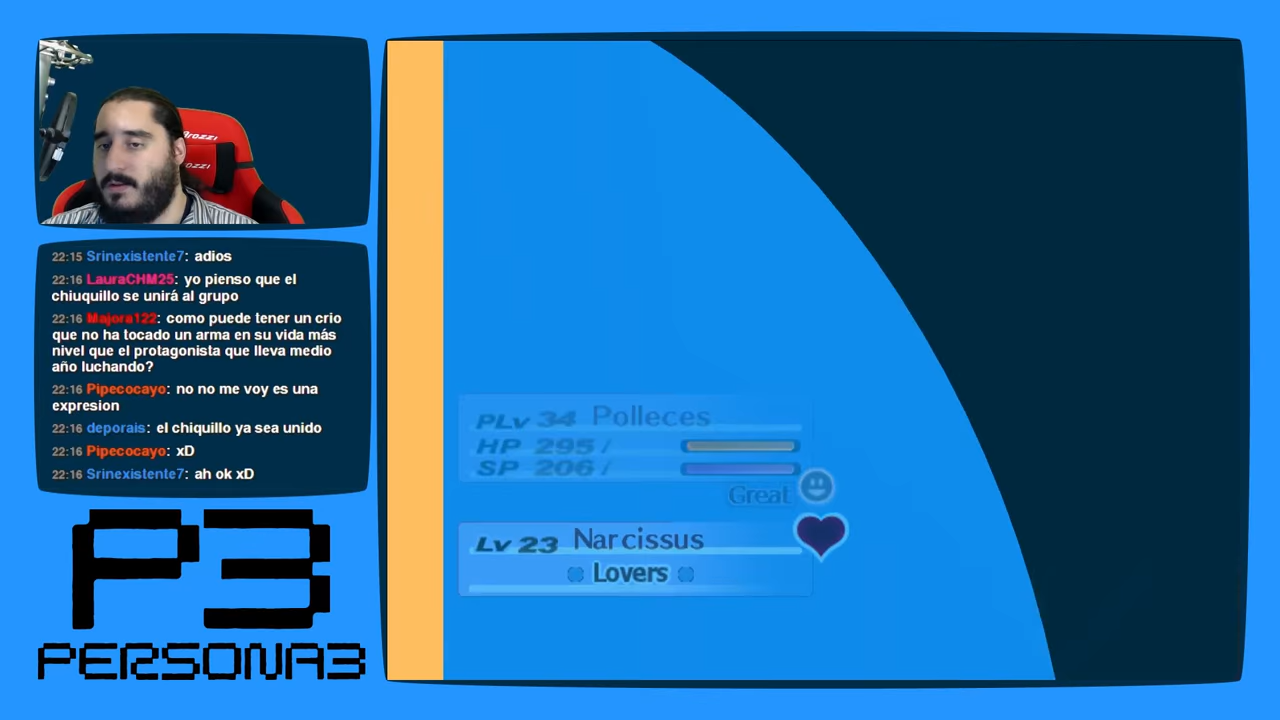 Arozzi
ROZZI
22:15 Srinexistente7: adios
22:16 LauraCHM25: yo pienso que el
chiuquillo se unirá al grupo
22:16 Majora122: como puede tener un crio
que no ha tocado un arma en su vida más
nivel que el protagonista que lleva medio
año luchando?
22:16 Pipecocayo: no no me voy es una
expresion
22:16 deporais: el chiquillo ya sea unido
22:16 Pipecocayo: xD
22:16 Srinexistente7: ah ok xD
P3
PERSONA3
PLv 34 Polleces
HP 295 /
SP 206 /
Great
Lv 23 Narcissus
Lovers